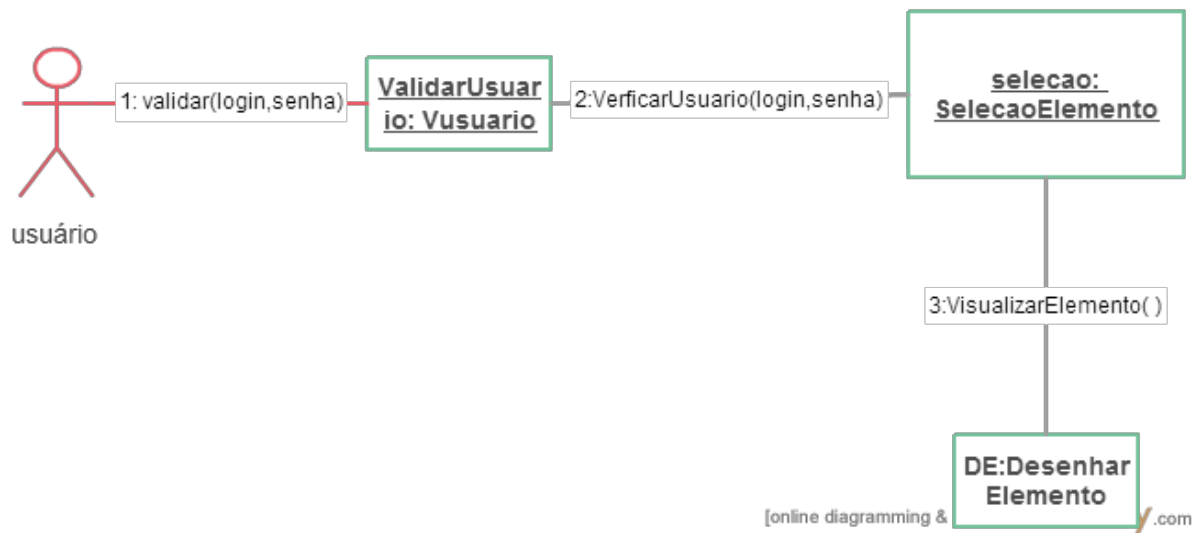 usuário
1: validar(login,senha)
ValidarUsuar
io: Vusuario
2:VerficarUsuario(login,senha)
selecao:
SelecaoElemento
3:VisualizarElemento( )
DE:Desenhar
Elemento
[online diagramming & y.com